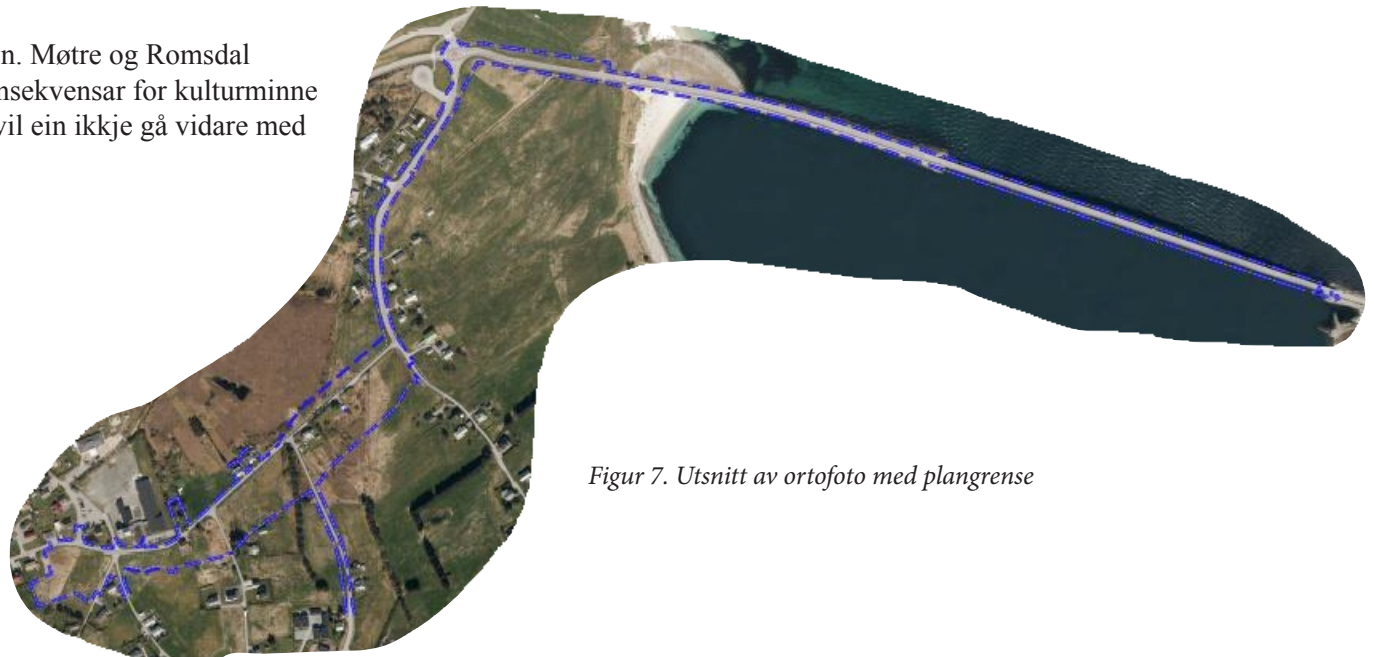 n. Møtre og Romsdal
nsekvensar for kulturminne
vil ein ikkje gå vidare med
Figur 7. Utsnitt av ortofoto med plangrense